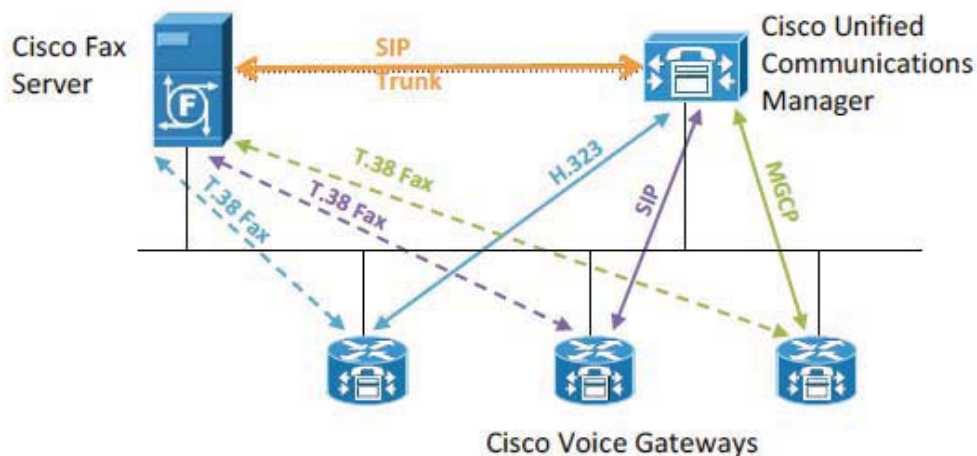 Cisco Fax
Server
SIP
Trunk
Cisco Unified
Communications
Manager
F
T.38 Fax
T.38 Fax
T.38 Fax
H.323
SIP
MGCP
Cisco Voice Gateways